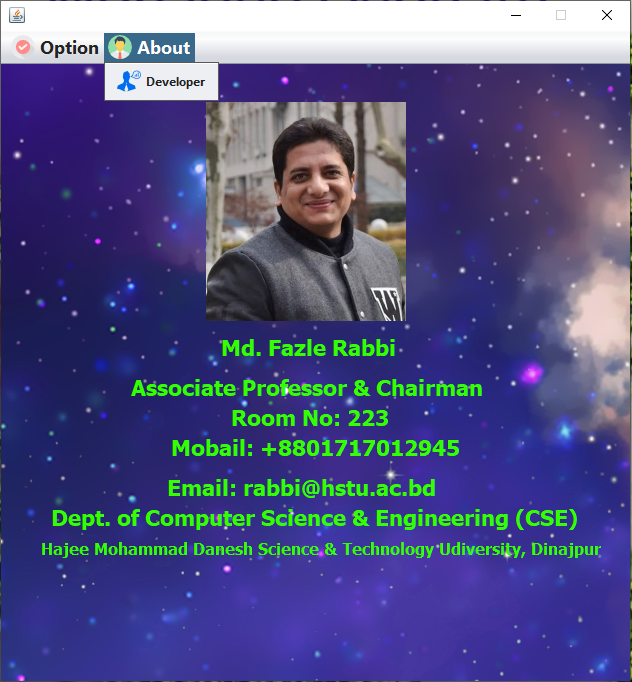 Option About
Developer
Md. Fazle Rabbi
Associate Professor & Chairman
Room No: 223
Mobail: +8801717012945
Email: rabbi@hstu.ac.bd
Dept. of Computer Science & Engineering (CSE)
Hajee Mohammad Danesh Science & Technology Udiversity, Dinajpur